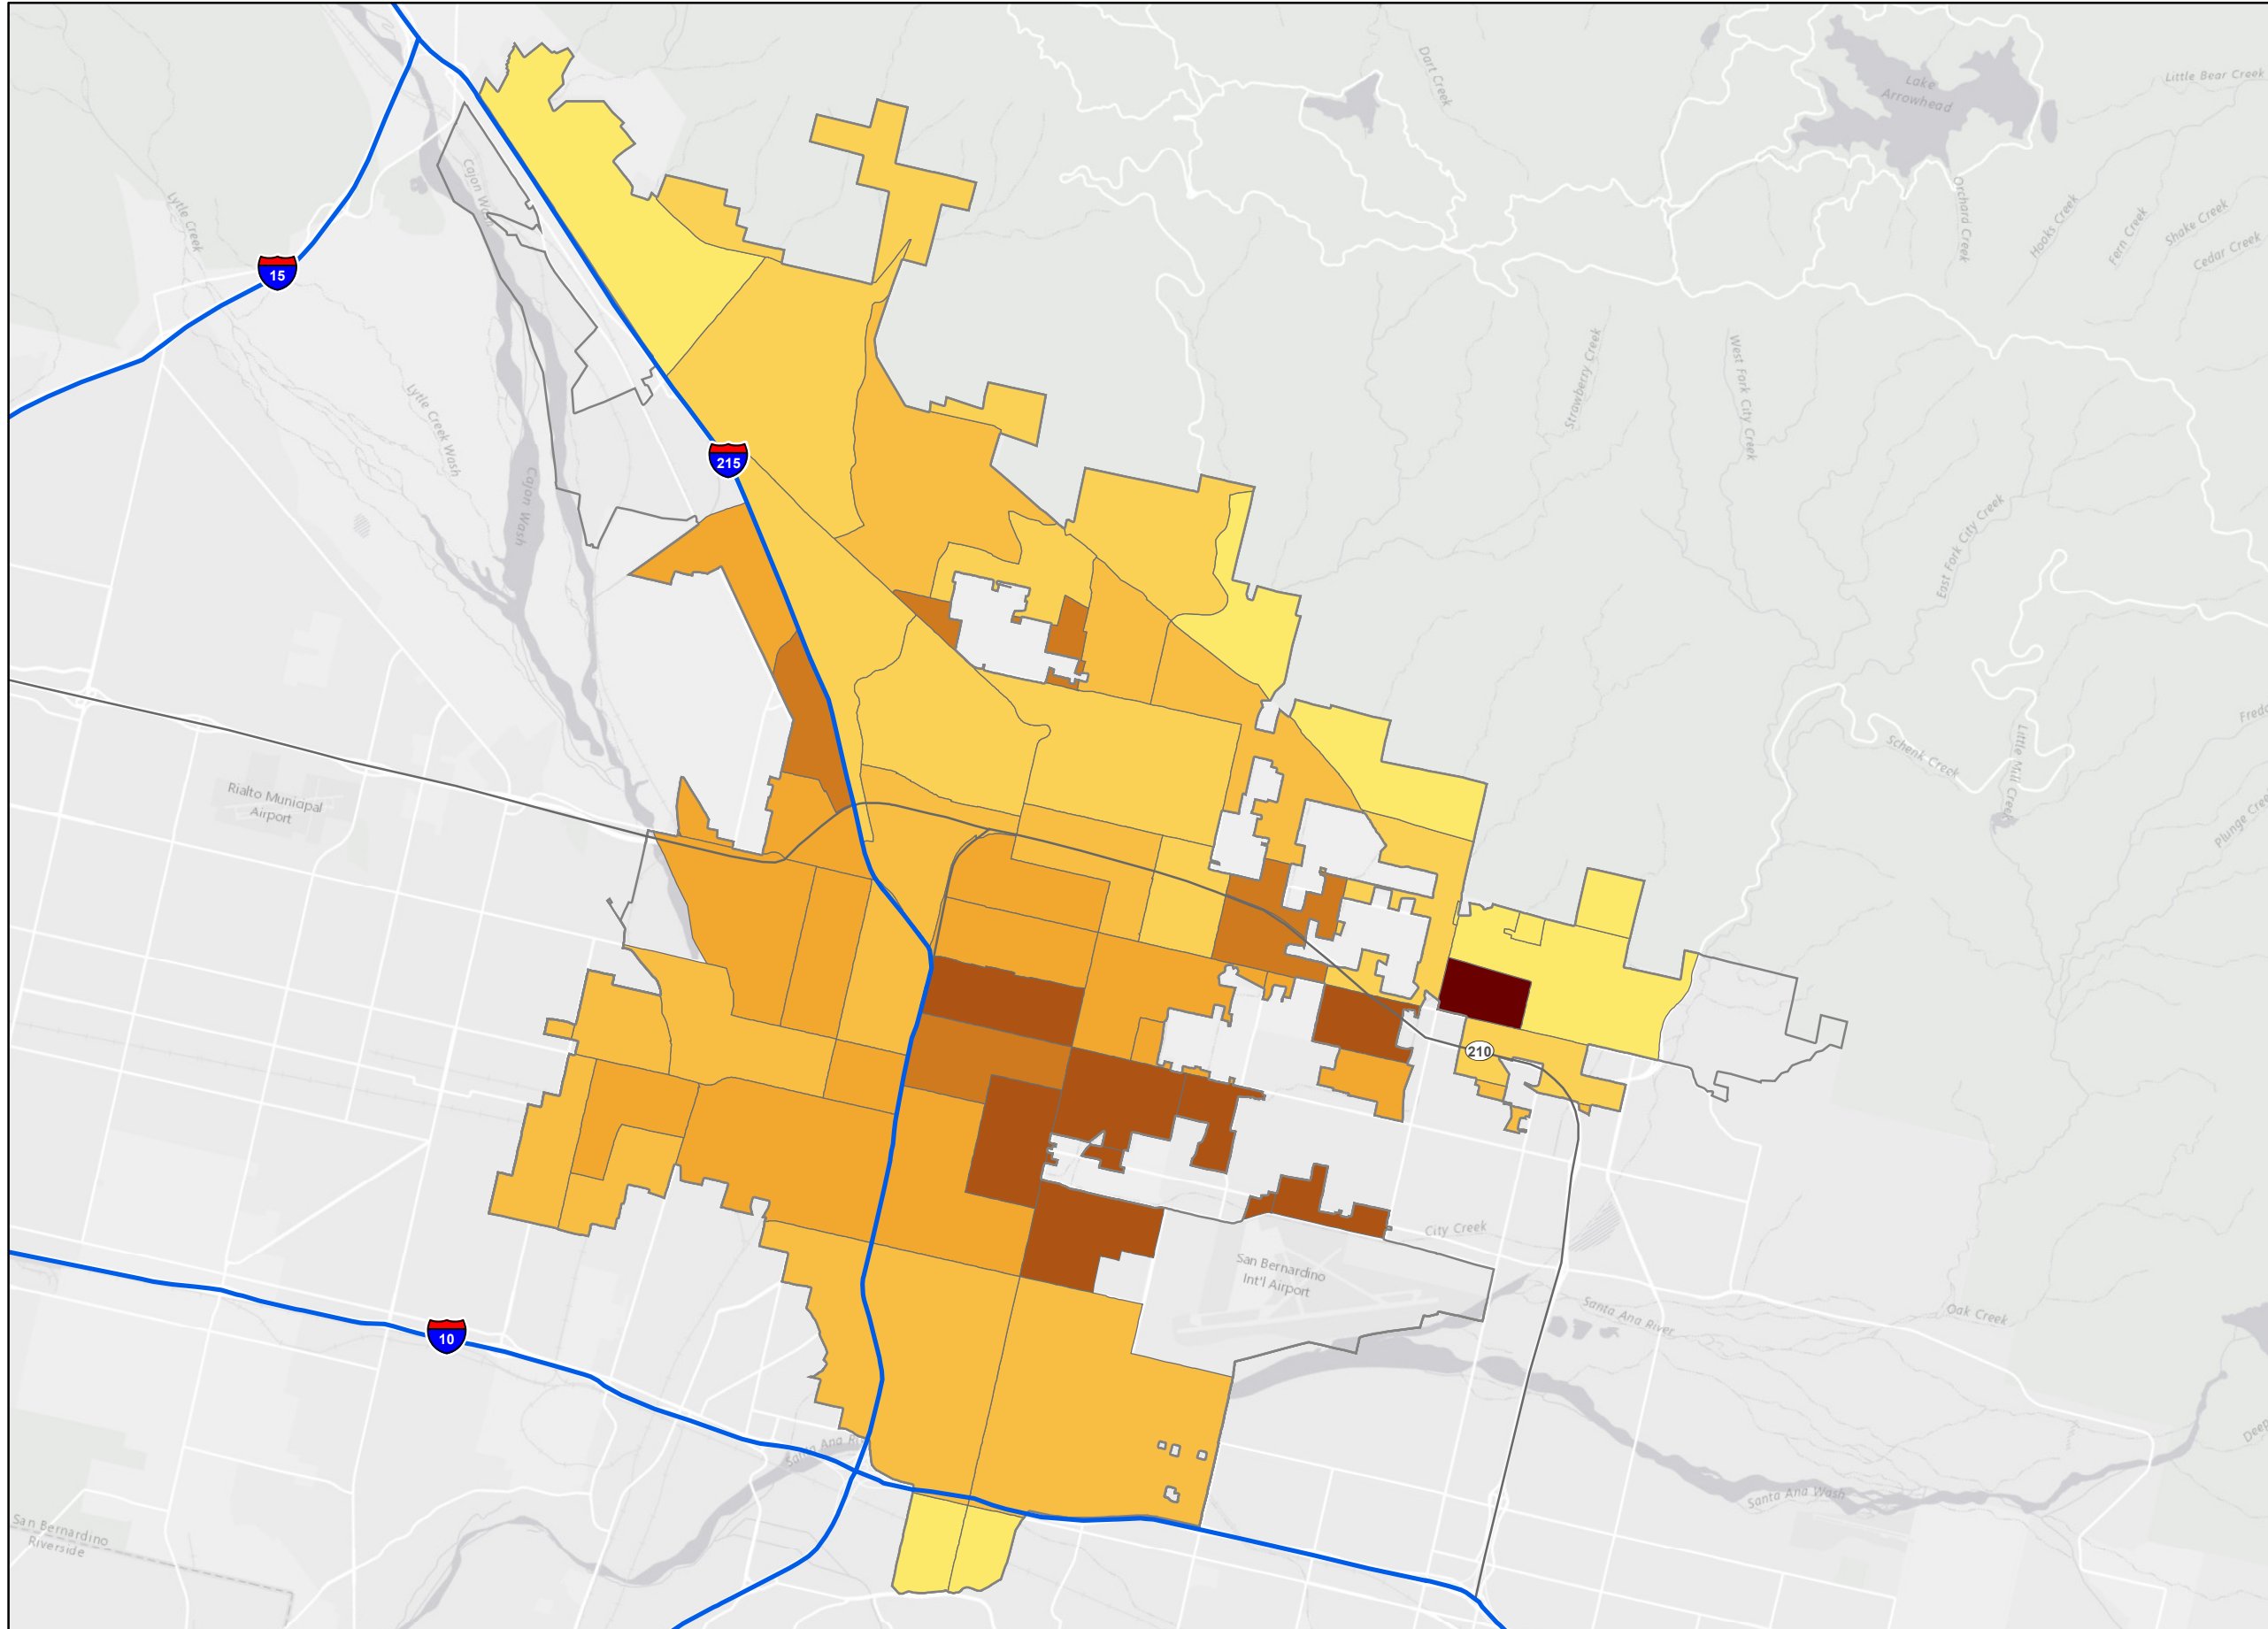 Dart Creek
Lake
Arrowhead
Little Bear Creek
Orchard Creek
Hooks Creek
Fern Creek
Shake Creek
Cedar Creek
Lytle Creek
15
Strawberry Creek
West Fork City Creek
Lytle Creek Wash
215
Cajon Wash
East Fork City Creek
Schenk Creek
Little Mill Creek
Rialto Municipal
Airport
210
City Creek
San Bernardino
Int'l Airport
Santa Ana River
Oak Creek
10
Santa Ana
Santa Ana Wash
San Bernardino
Riverside